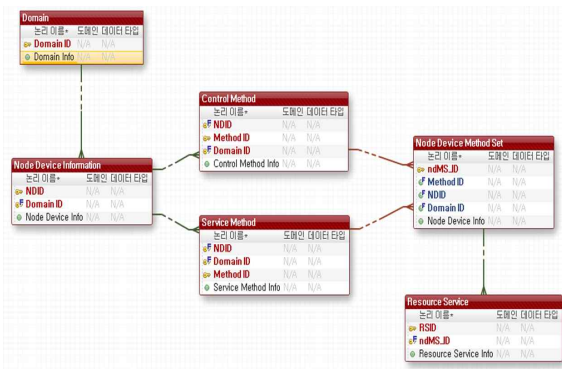 Domain
논리 이름 도메인 데이터 타입
Domain ID N/A N/A
Domain Info N/A N/A
Control Method
논리 이름 도메인 데이터 타입
NDID N/A N/A
Method ID N/A N/A
Domain ID N/A N/A
Control Method Info N/A N/A
Node Device Information
논리 이름 도메인 데이터 타입
NDID N/A N/A
Domain ID N/A N/A
Node Device Info N/A N/A
Node Device Method Set
논리 이름 도메인 데이터 타입
ndMS_ID N/A N/A
Method ID N/A N/A
NDID N/A N/A
Domain ID N/A N/A
Node Device Info N/A N/A
Service Method
논리 이름 도메인 데이터 타입
NDID N/A N/A
Domain ID N/A N/A
Method ID N/A N/A
Service Method Info N/A N/A
Resource Service
논리 이름 도메인 데이터 타입
RSID N/A N/A
ndMS_ID N/A N/A
Resource Service Info N/A N/A